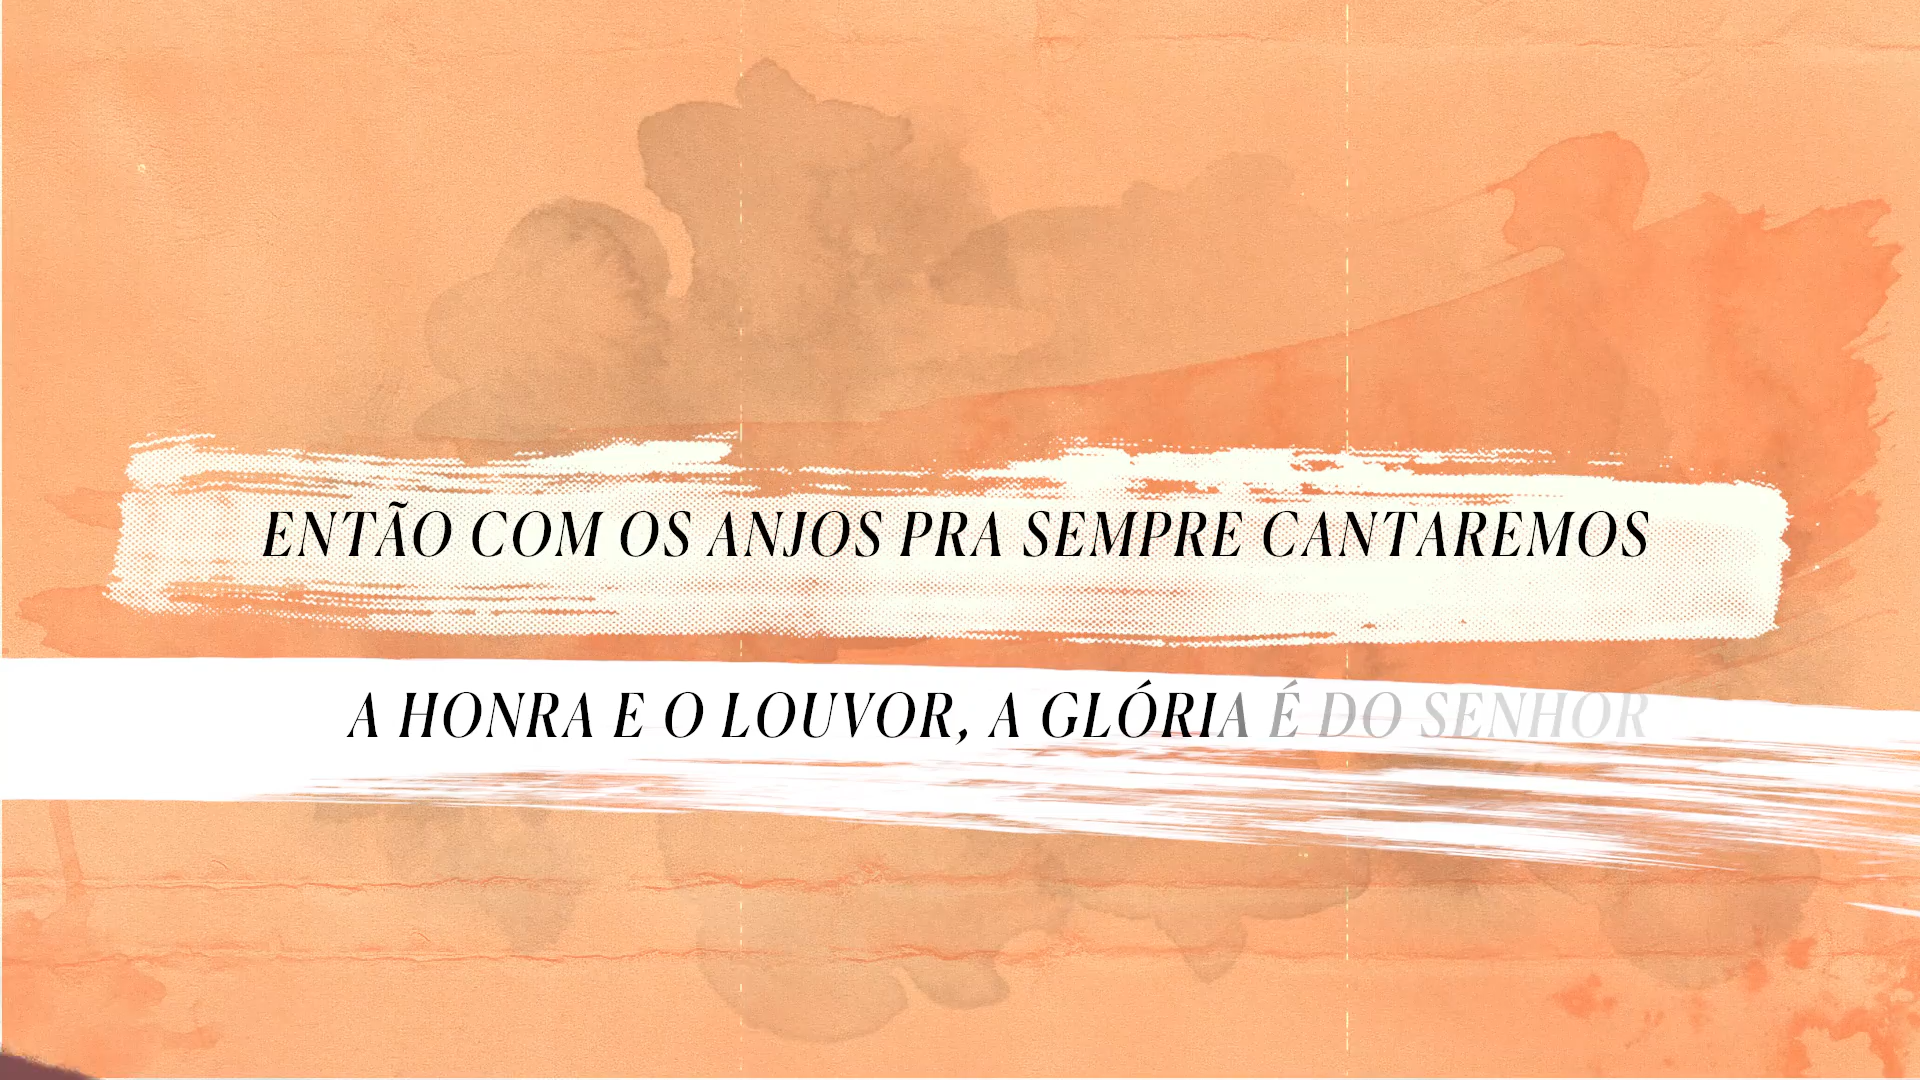 ENTÃO COM OS ANJOS PRA SEMPRE CANTAREMOS
A HONRA E O LOUVOR, A GLÓRIA É DO SENHOR